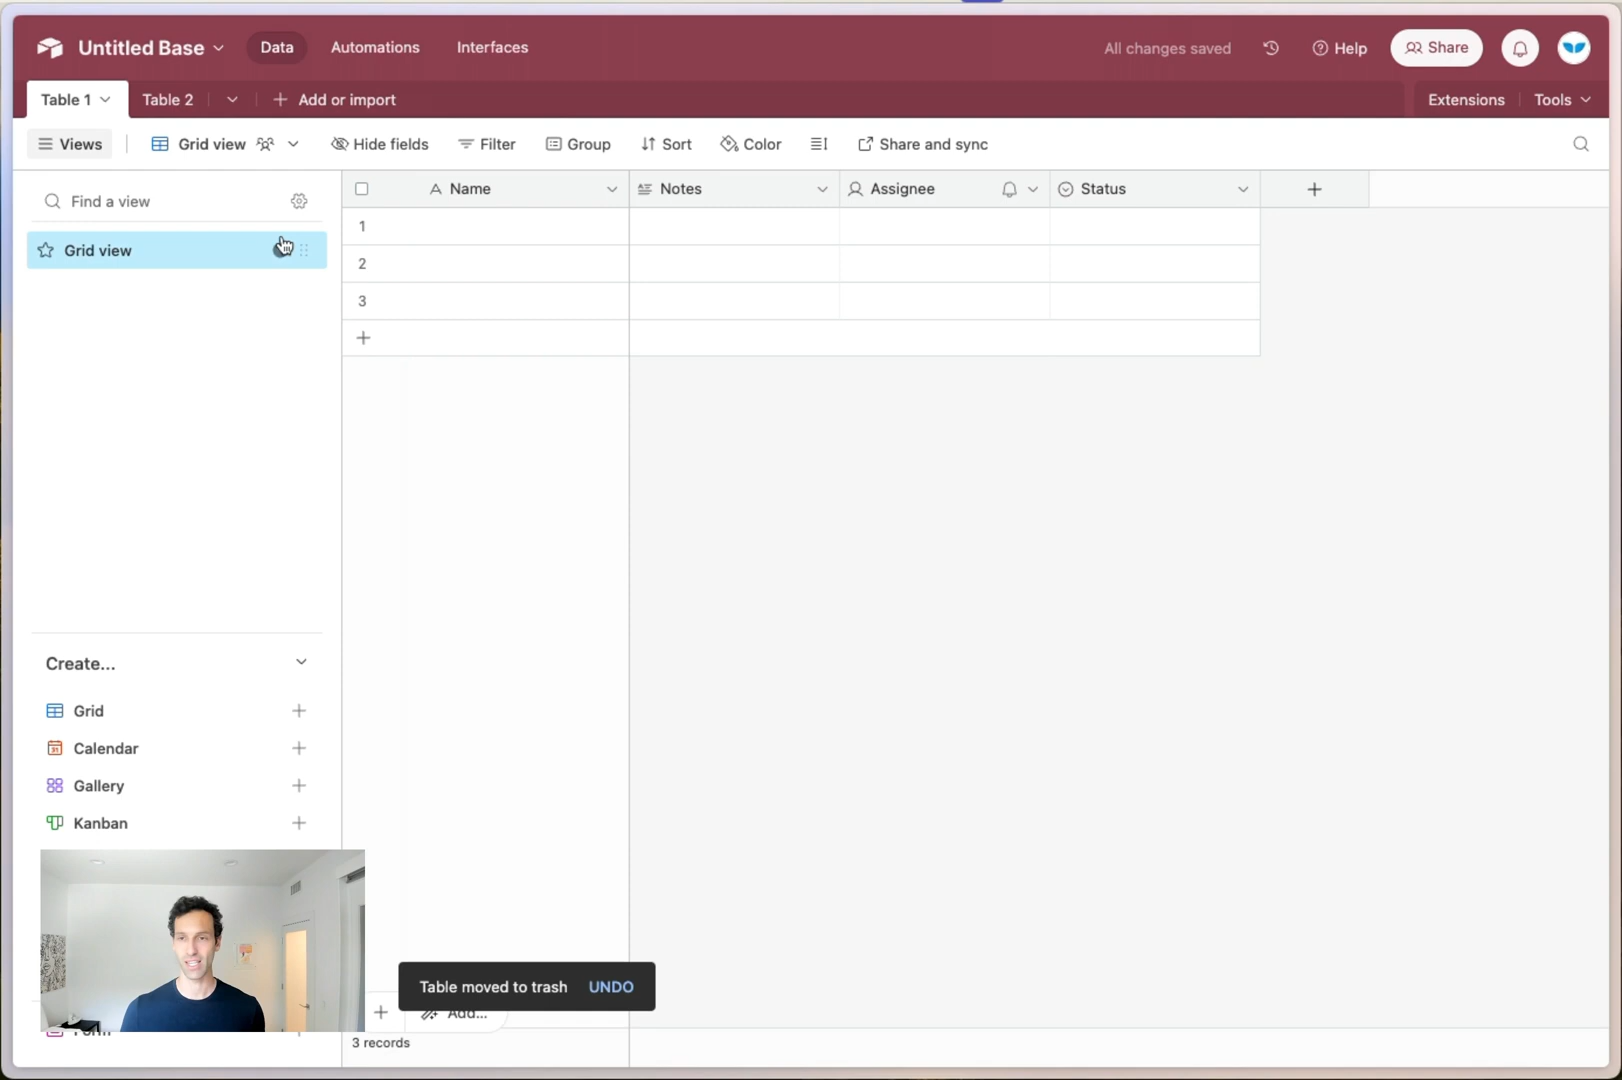 Untitled Base
Data
Automations
Interfaces
All changes saved
Help
Share
Table 1
Table 2
Add or import
Extensions
Tools
Views
Grid view
Hide fields
Filter
Group
Sort
Color
Share and sync
Find a view
Grid view
Name
Notes
Assignee
Status
1
2
3
Create...
Grid
Calendar
Gallery
Kanban
Table moved to trash UNDO
Add...
Form
3 records